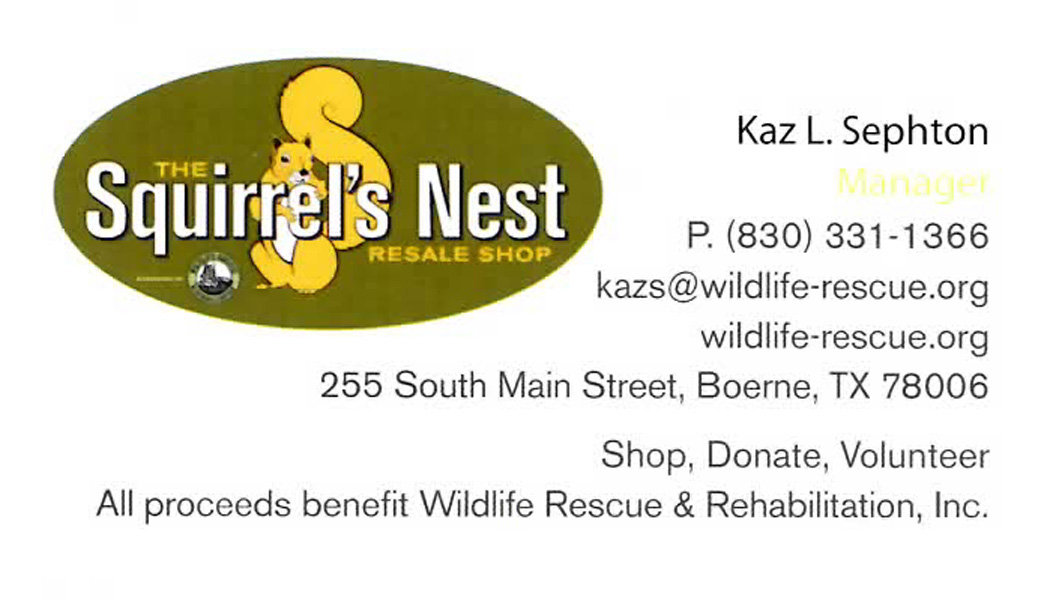 THE
Squirrel's Nest
RESALE SHOP
Kaz L. Sephton
Manager
P. (830) 331-1366
kazs@wildlife-rescue.org
wildlife-rescue.org
255 South Main Street, Boerne, TX 78006
Shop, Donate, Volunteer
All proceeds benefit Wildlife Rescue & Rehabilitation, Inc.